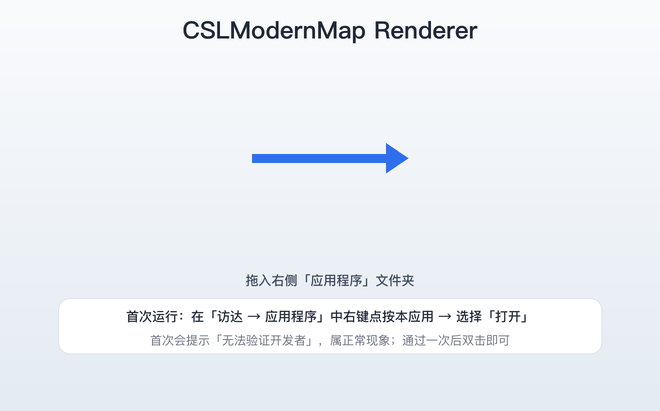 CSLModernMap Renderer
拖入右侧「应用程序」文件夹
首次运行：在「访达 → 应用程序」中右键点按本应用 → 选择「打开」
首次会提示「无法验证开发者」，属正常现象；通过一次后双击即可